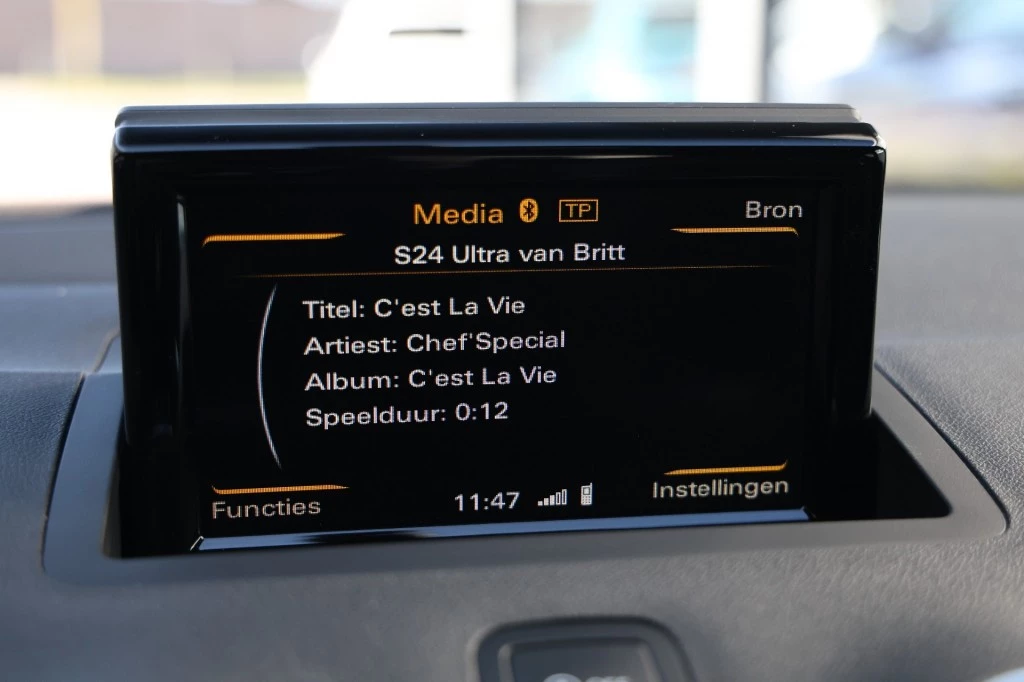 Media TP
Bron
S24 Ultra van Britt
Titel: C'est La Vie
Artiest: Chef'Special
Album: C'est La Vie
Speelduur: 0:12
Functies
11:47
Instellingen